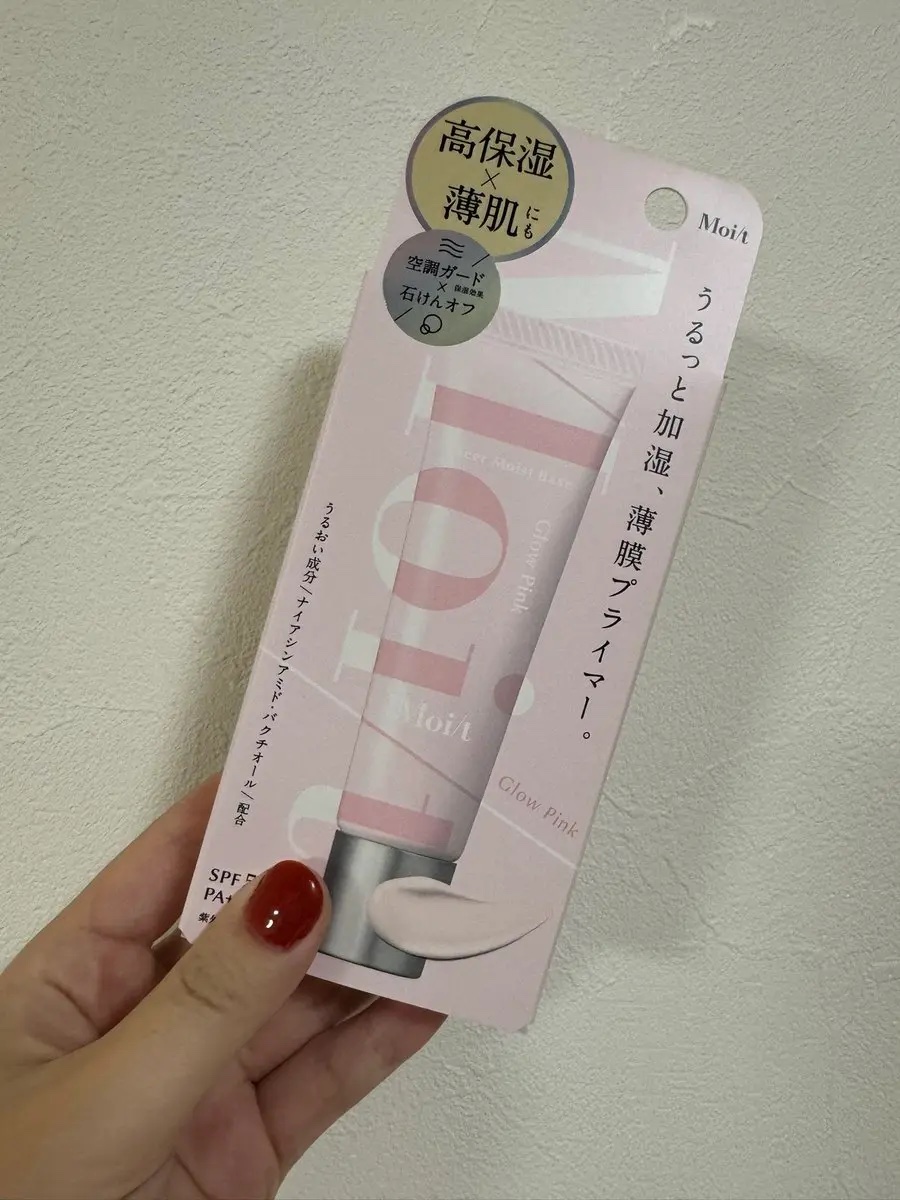 高保湿
×
薄肌にも
空調ガード
×保湿効果
石けんオフ
Moi/t
うるっと加湿、薄膜プライマー。
Moist Base
Glow Pink
Moi/t
Glow Pink
うるおい成分/ナイアシンアミド・バクチオール/配合
SPF
PA+